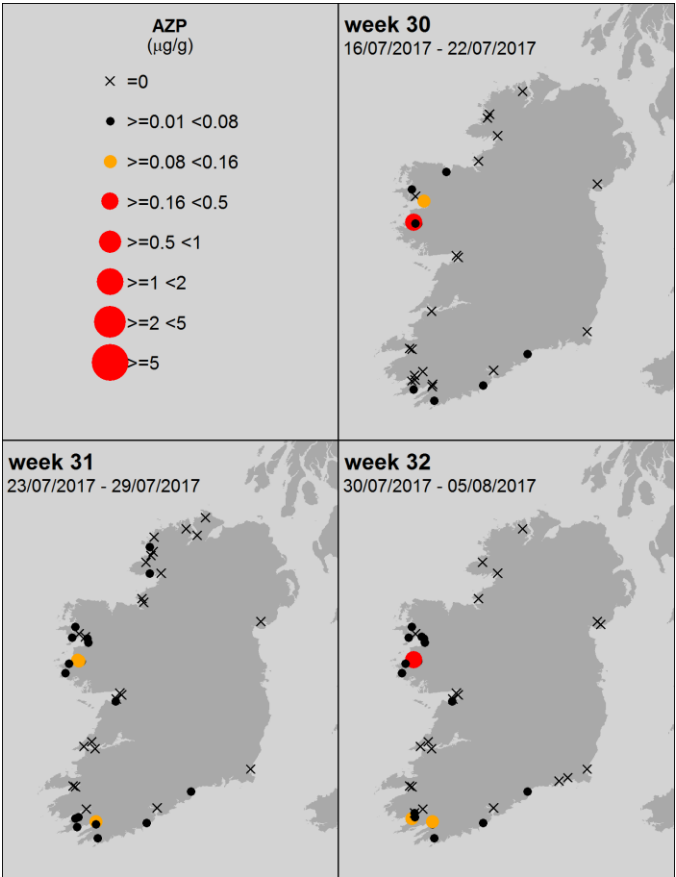 AZP
(µg/g)
=0
>=0.01 <0.08
>=0.08 <0.16
>=0.16 <0.5
>=0.5 <1
>=1 <2
>=2 <5
>=5
week 30
16/07/2017 - 22/07/2017
week 31
23/07/2017 - 29/07/2017
week 32
30/07/2017 - 05/08/2017